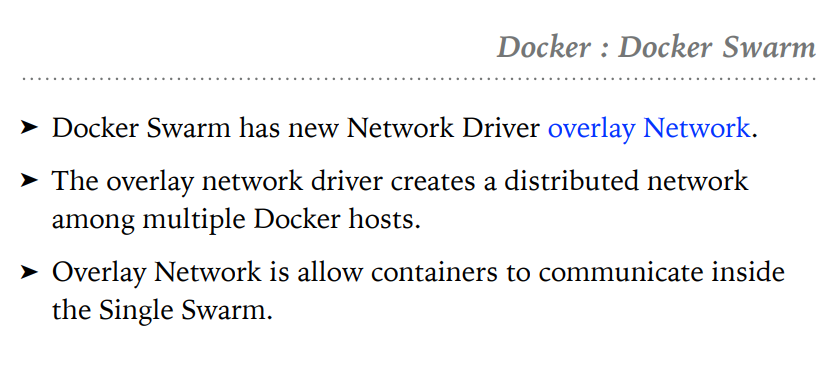 Docker : Docker Swarm
➤ Docker Swarm has new Network Driver overlay Network.
➤ The overlay network driver creates a distributed network
among multiple Docker hosts.
➤ Overlay Network is allow containers to communicate inside
the Single Swarm.